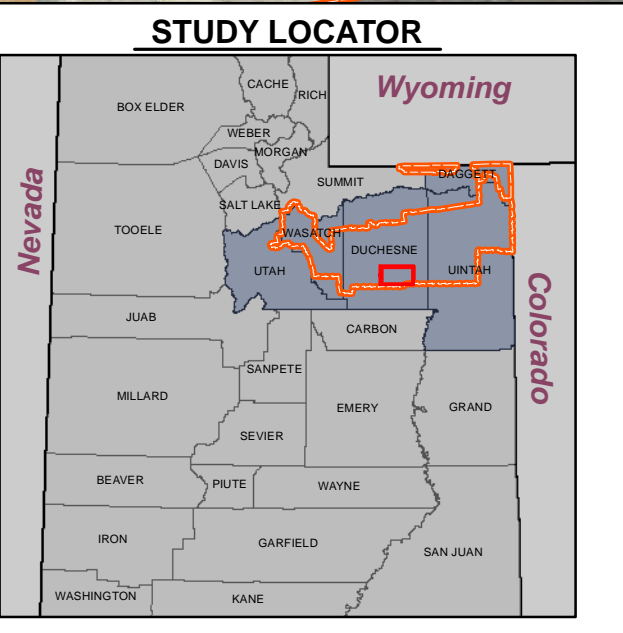 STUDY LOCATOR
CACHE
RICH
Wyoming
BOX ELDER
WEBER
MORGAN
DAVIS
DAGGETT
SUMMIT
SALT LAKE
Nevada
TOOELE
WASATCH
DUCHESNE
UTAH
UINTAH
Colorado
JUAB
CARBON
SANPETE
MILLARD
EMERY
GRAND
SEVIER
BEAVER
PIUTE
WAYNE
IRON
GARFIELD
SAN JUAN
WASHINGTON
KANE